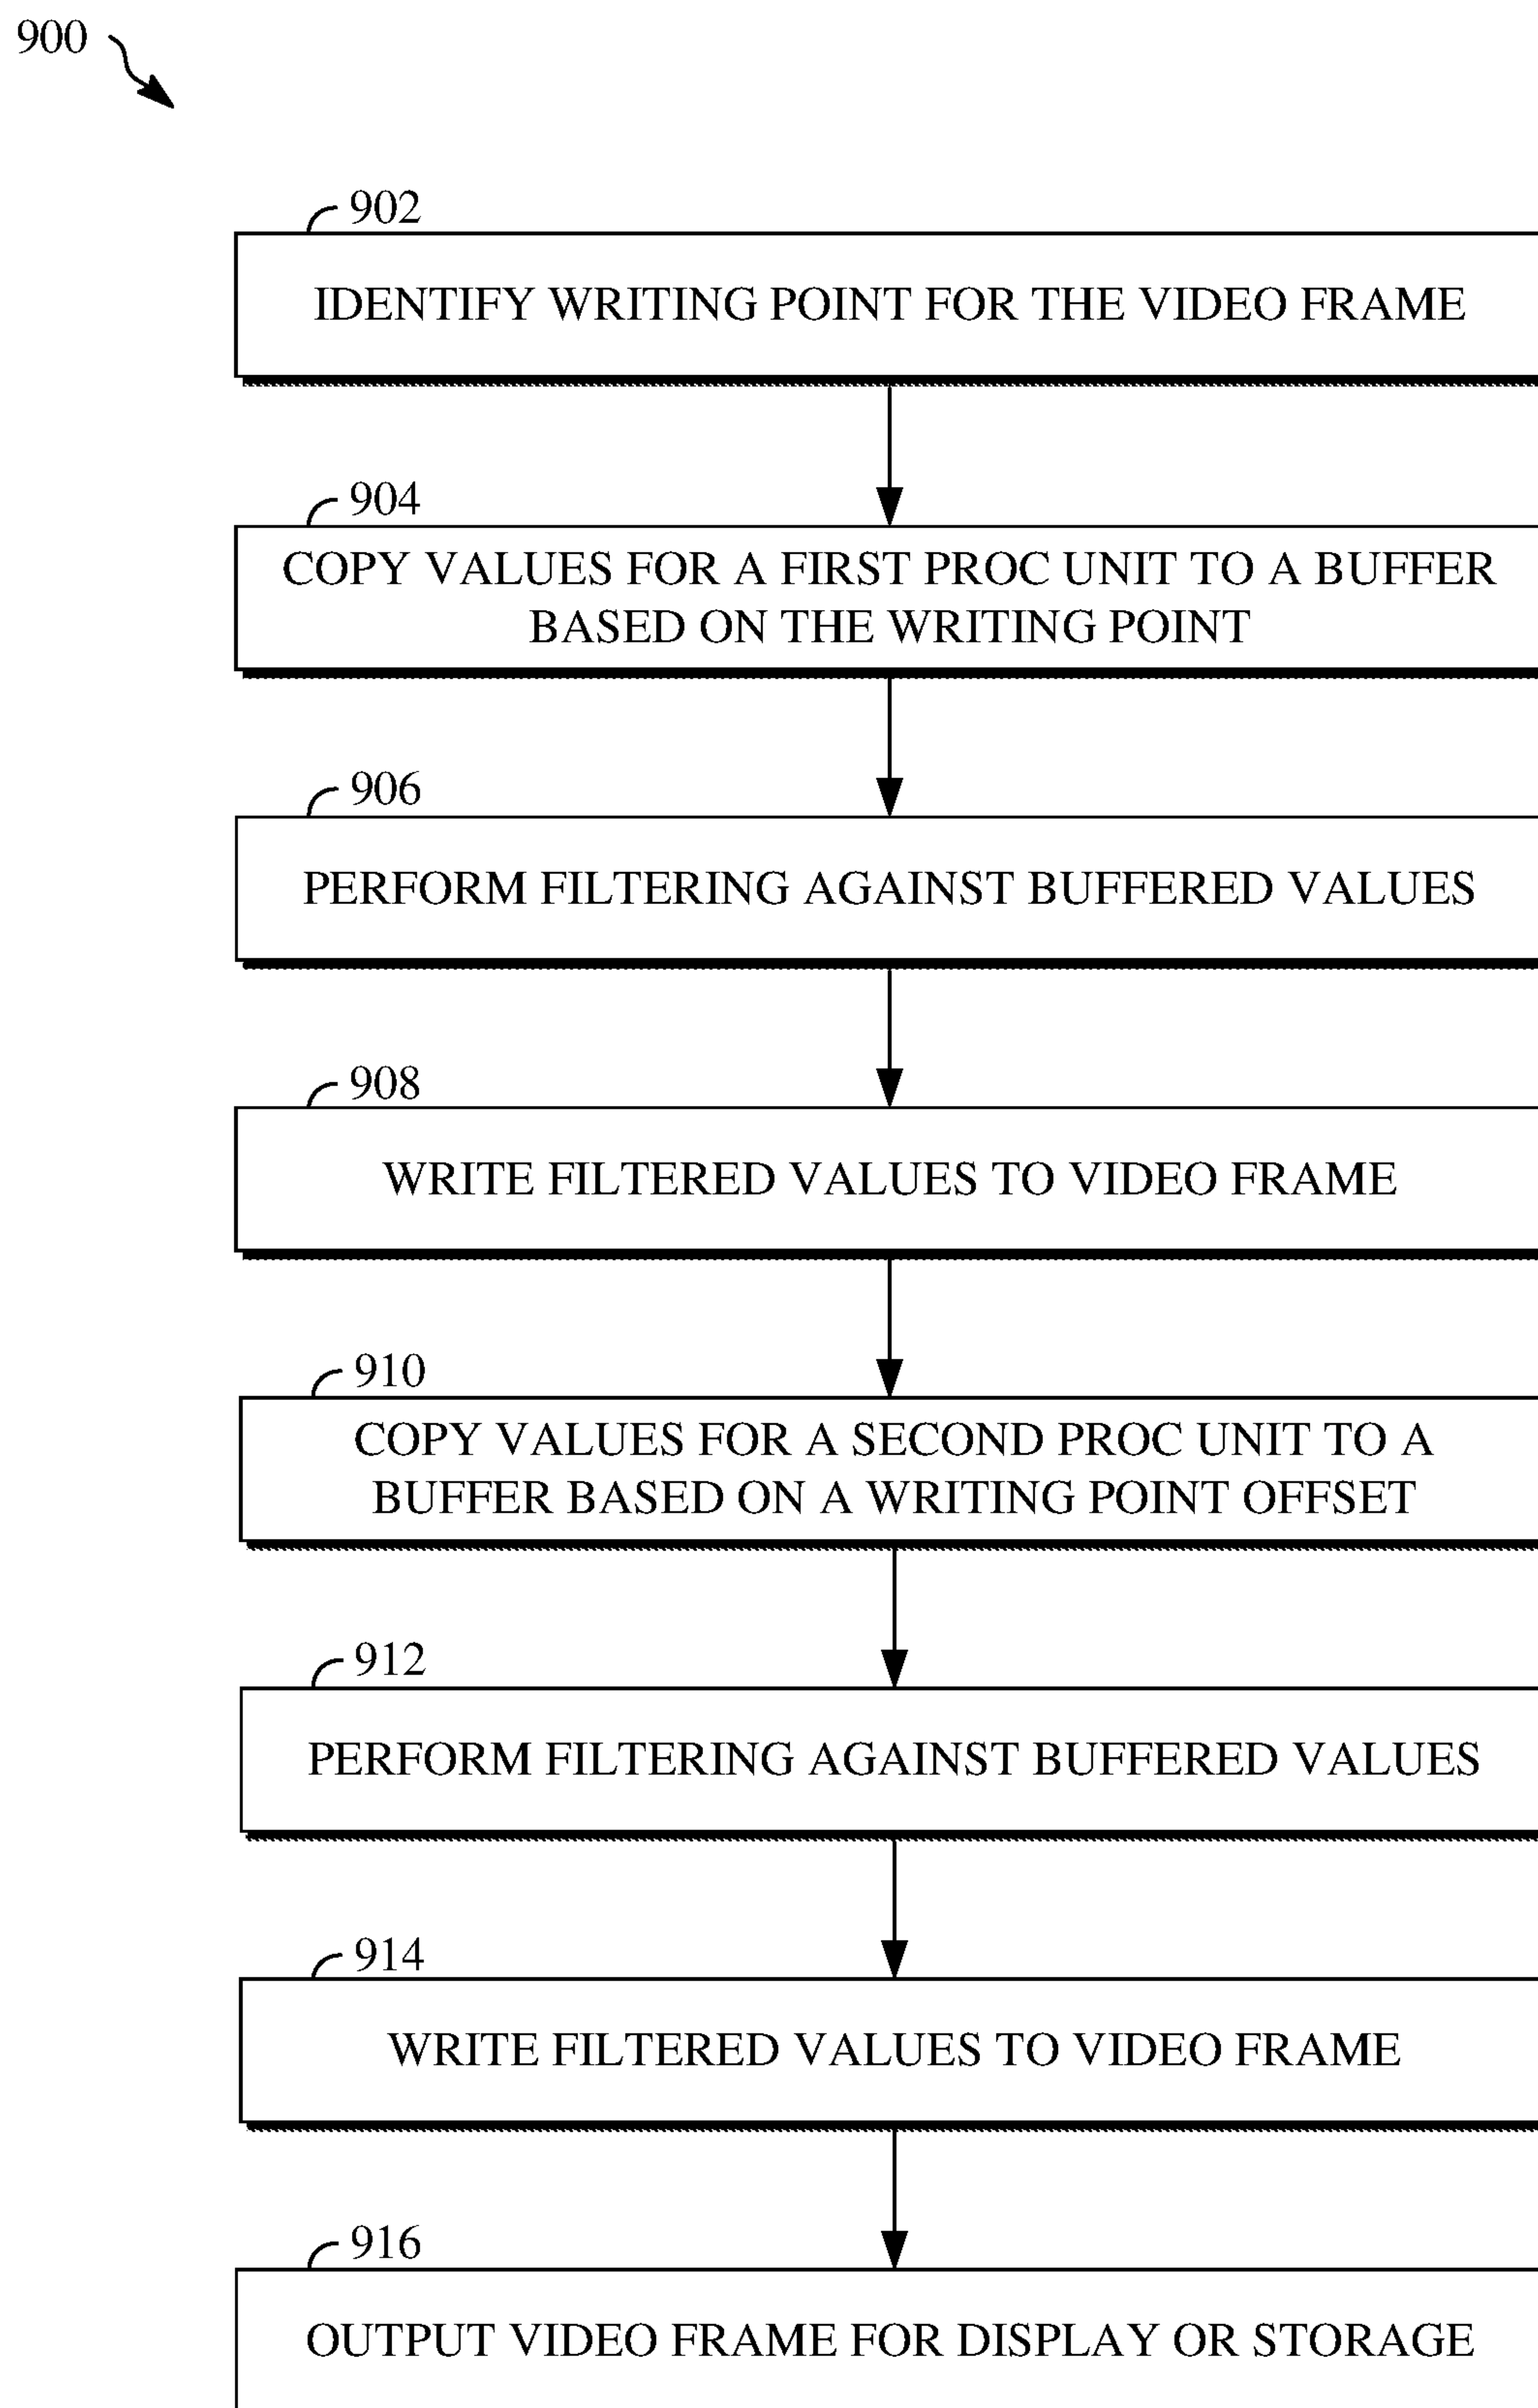 900
902
IDENTIFY WRITING POINT FOR THE VIDEO FRAME
904
COPY VALUES FOR A FIRST PROC UNIT TO A BUFFER
BASED ON THE WRITING POINT
906
PERFORM FILTERING AGAINST BUFFERED VALUES
908
WRITE FILTERED VALUES TO VIDEO FRAME
910
COPY VALUES FOR A SECOND PROC UNIT TO A
BUFFER BASED ON A WRITING POINT OFFSET
912
PERFORM FILTERING AGAINST BUFFERED VALUES
914
WRITE FILTERED VALUES TO VIDEO FRAME
916
OUTPUT VIDEO FRAME FOR DISPLAY OR STORAGE